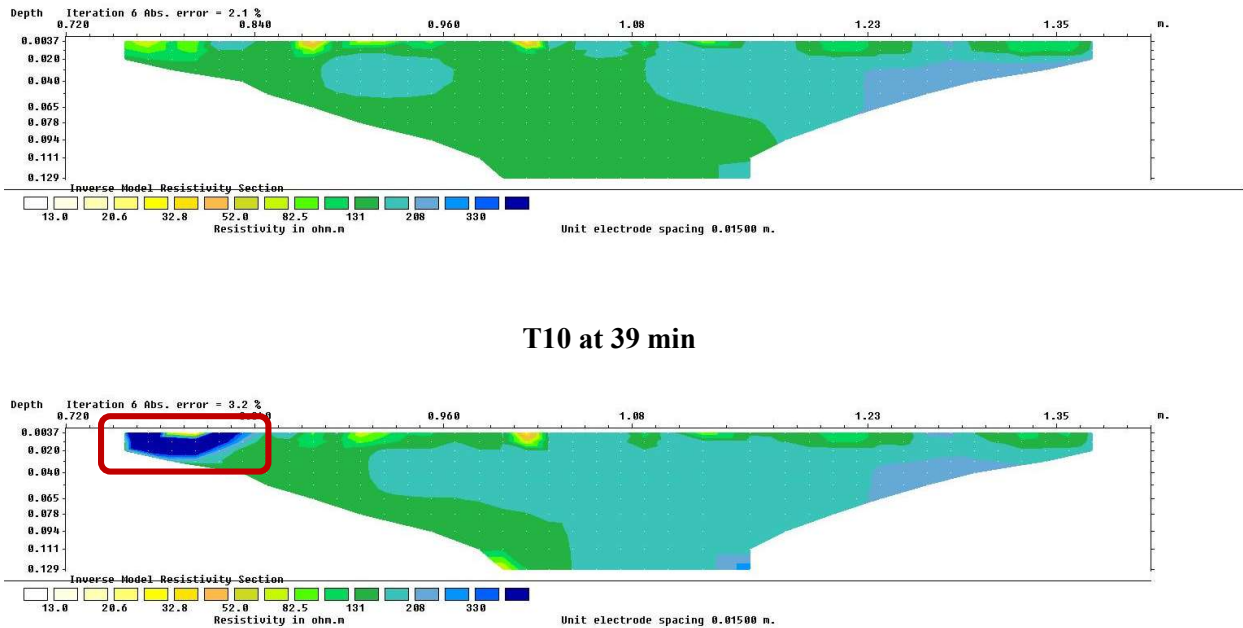 Depth Iteration 6 Abs. error = 2.1 %
0.720 0.840 0.960 1.08 1.23 1.35 m.
0.0037
0.020
0.040
0.065
0.078
0.094
0.111
0.129
Inverse Model Resistivity Section
13.0 20.6 32.8 52.0 82.5 131 208 330
Resistivity in ohm.m Unit electrode spacing 0.01500 m.
T10 at 39 min
Depth Iteration 6 Abs. error = 3.2 %
0.720 0.960 1.08 1.23 1.35 m.
0.0037
0.020
0.040
0.065
0.078
0.094
0.111
0.129
Inverse Model Resistivity Section
13.0 20.6 32.8 52.0 82.5 131 208 330
Resistivity in ohm.m Unit electrode spacing 0.01500 m.